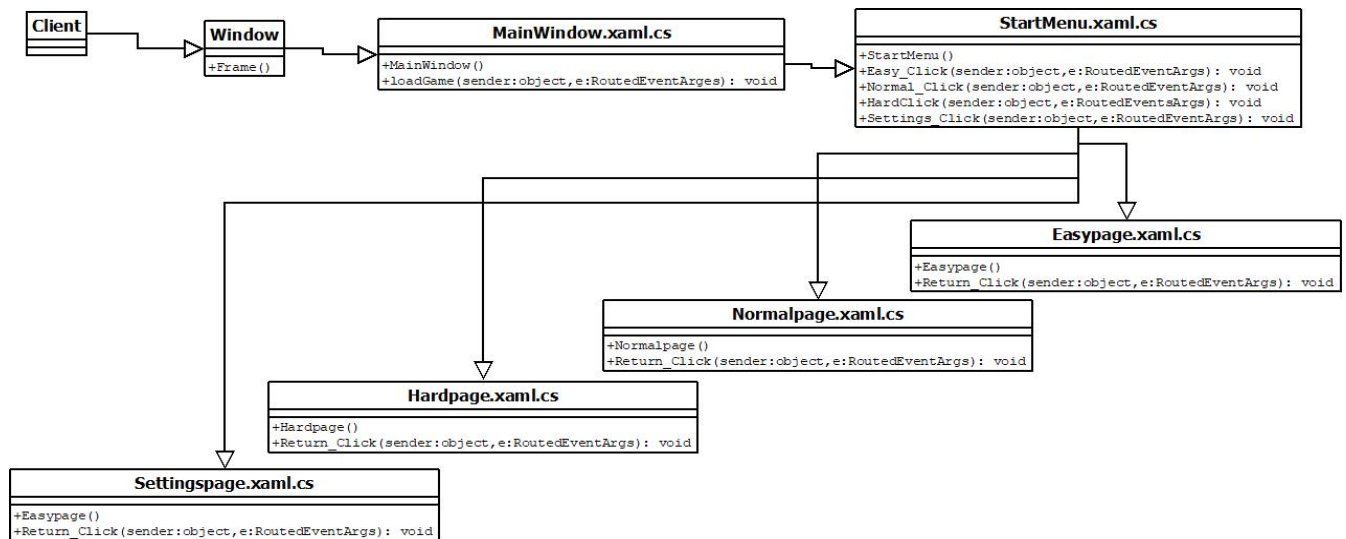 Client
Window
+Frame()
MainWindow.xaml.cs
+MainWindow()
+loadGame(sender:object,e:RoutedEventArges): void
StartMenu.xaml.cs
+StartMenu()
+Easy_Click(sender:object,e:RoutedEventArgs): void
+Normal_Click(sender:object,e:RoutedEventArgs): void
+HardClick(sender:object,e:RoutedEventsArgs): void
+Settings_Click(sender:object,e:RoutedEventArgs): void
Easypage.xaml.cs
+Easypage()
+Return_Click(sender:object,e:RoutedEventArgs): void
Normalpage.xaml.cs
+Normalpage()
+Return_Click(sender:object,e:RoutedEventArgs): void
Hardpage.xaml.cs
+Hardpage()
+Return_Click(sender:object,e:RoutedEventArgs): void
Settingspage.xaml.cs
+Easypage()
+Return_Click(sender:object,e:RoutedEventArgs): void